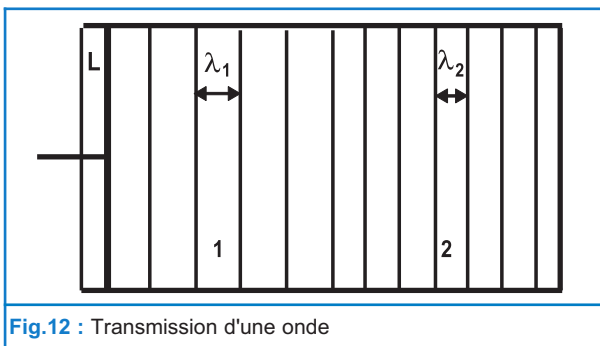 L
λ₁
λ₂
1
2
Fig.12 : Transmission d'une onde